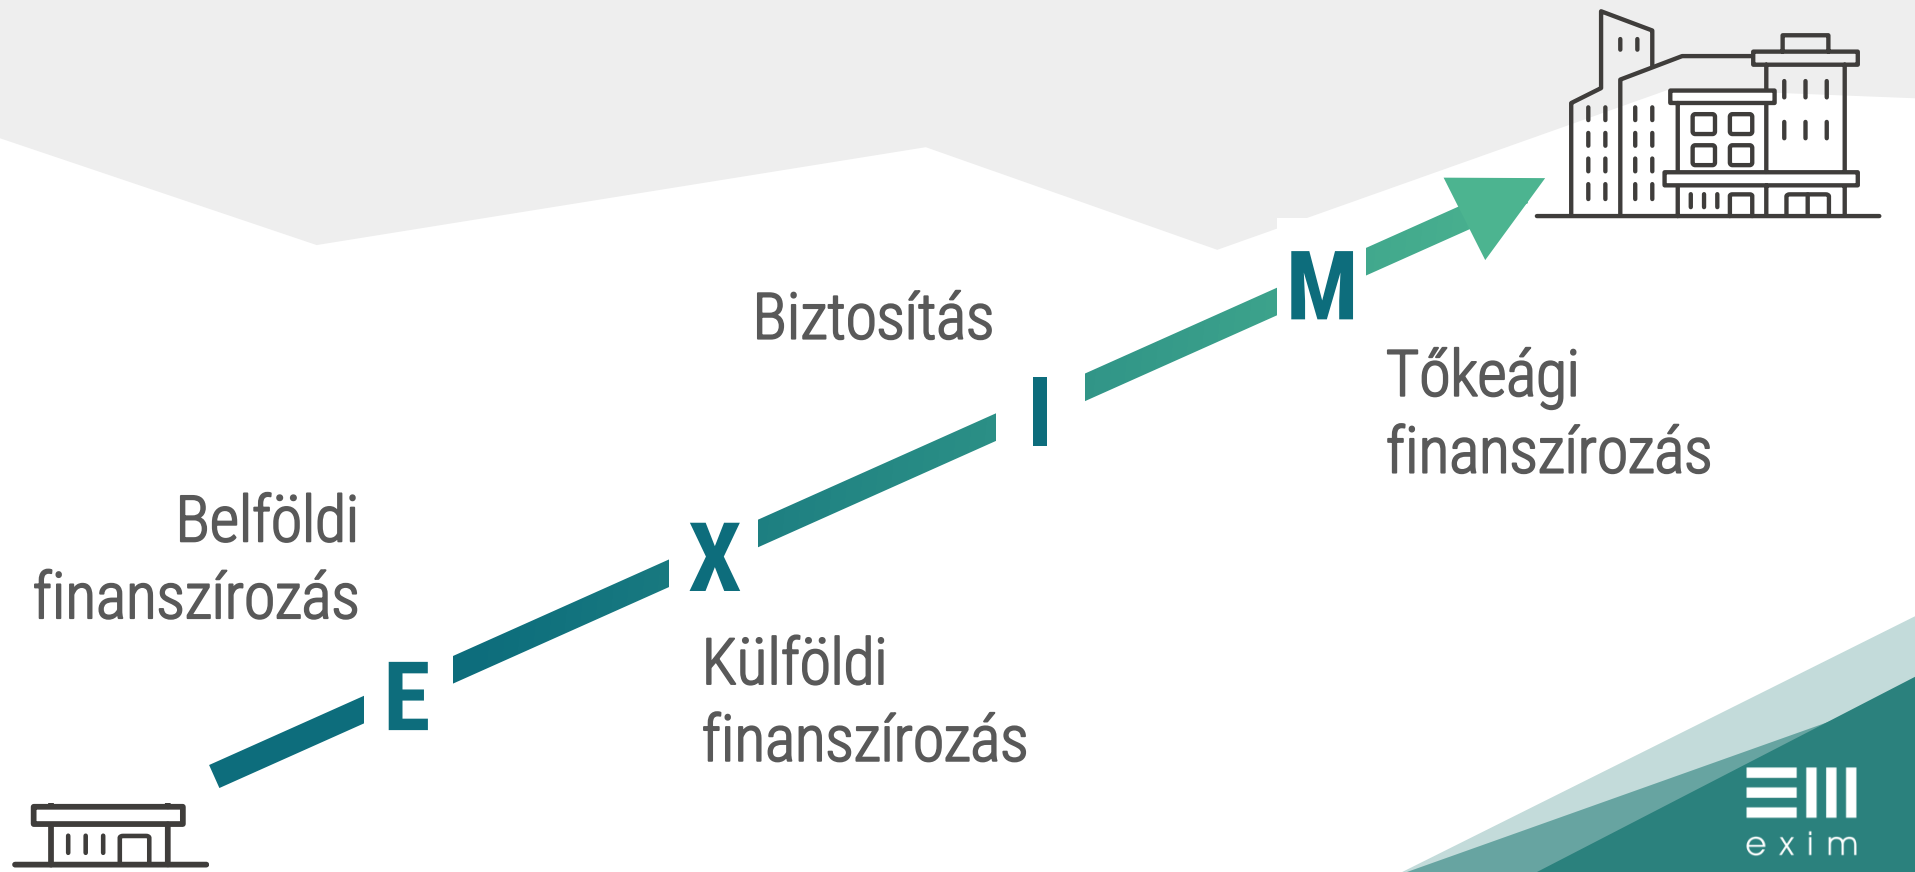 Belföldi
finanszírozás
E
X
Külföldi
finanszírozás
Biztosítás
I
M
Tőkeági
finanszírozás
exim